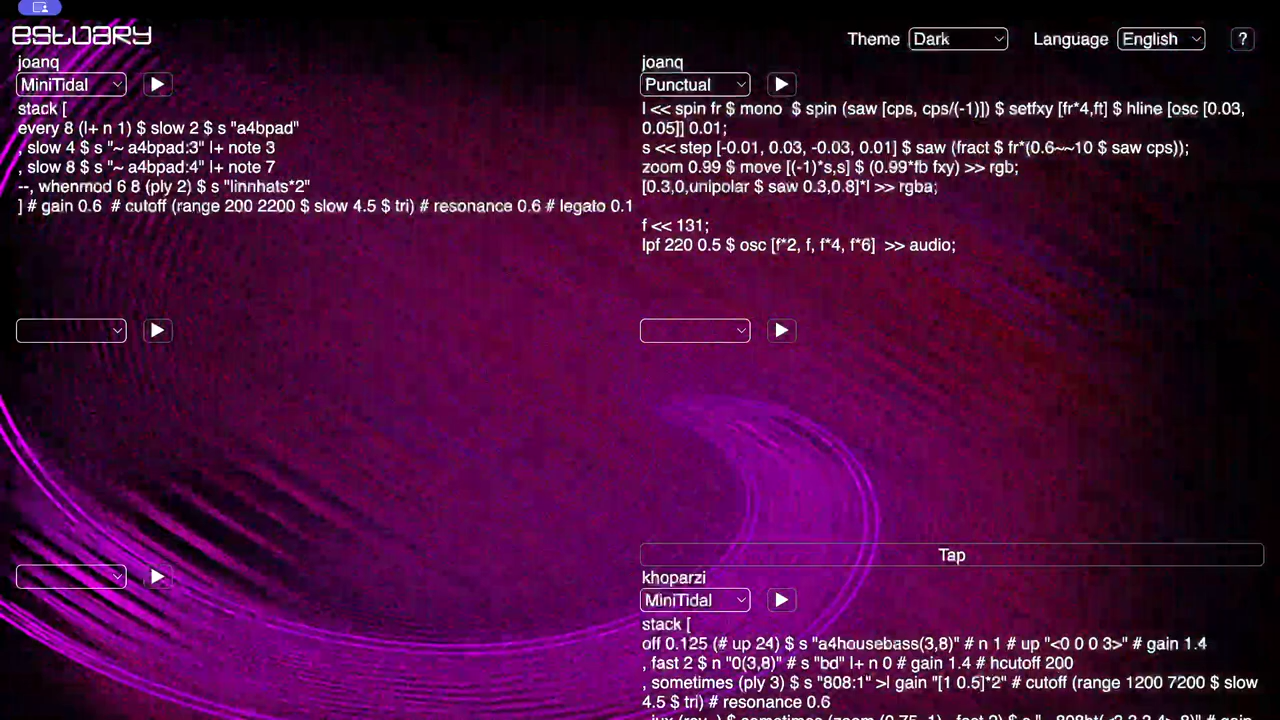 estuary
Theme Dark Language English ?
joanq
MiniTidal
stack [
every 8 (|+ n 1) $ slow 2 $ s "a4bpad"
, slow 4 $ s "~ a4bpad:3" |+ note 3
, slow 8 $ s "~ a4bpad:4" |+ note 7
--, whenmod 6 8 (ply 2) $ s "linnhats*2"
] # gain 0.6  # cutoff (range 200 2200 $ slow 4.5 $ tri) # resonance 0.6 # legato 0.1
joanq
Punctual
l << spin fr $ mono  $ spin (saw [cps, cps/(-1)]) $ setfxy [fr*4,ft] $ hline [osc [0.03,
0.05]] 0.01;
s << step [-0.01, 0.03, -0.03, 0.01] $ saw (fract $ fr*(0.6~~10 $ saw cps));
zoom 0.99 $ move [(-1)*s,s] $ (0.99*fb fxy) >> rgb;
[0.3,0,unipolar $ saw 0.3,0.8]*l >> rgba;
f << 131;
lpf 220 0.5 $ osc [f*2, f, f*4, f*6]  >> audio;
Tap
khoparzi
MiniTidal
stack [
off 0.125 (# up 24) $ s "a4housebass(3,8)" # n 1 # up "<0 0 0 3>" # gain 1.4
, fast 2 $ n "0(3,8)" # s "bd" |+ n 0 # gain 1.4 # hcutoff 200
, sometimes (ply 3) $ s "808:1" >| gain "[1 0.5]*2" # cutoff (range 1200 7200 $ slow
4.5 $ tri) # resonance 0.6